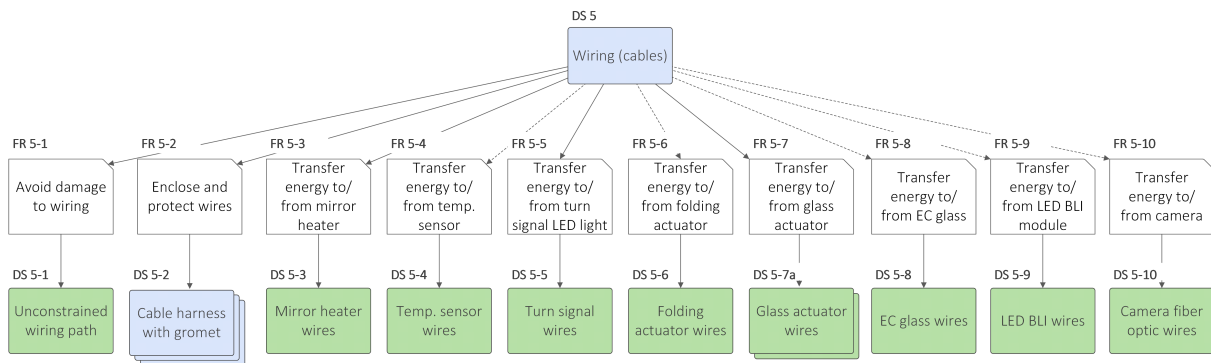 DS 5
Wiring (cables)
FR 5-1
FR 5-2
FR 5-3
FR 5-4
FR 5-5
FR 5-6
FR 5-7
FR 5-8
FR 5-9
FR 5-10
Avoid damage
to wiring
Enclose and
protect wires
Transfer
energy to/
from mirror
heater
Transfer
energy to/
from temp.
sensor
Transfer
energy to/
from turn
signal LED light
Transfer
energy to/
from folding
actuator
Transfer
energy to/
from glass
actuator
Transfer
energy to/
from EC glass
Transfer
energy to/
from LED BLI
module
Transfer
energy to/
from camera
DS 5-1
DS 5-2
DS 5-3
DS 5-4
DS 5-5
DS 5-6
DS 5-7a
DS 5-8
DS 5-9
DS 5-10
Unconstrained
wiring path
Cable harness
with gromet
Mirror heater
wires
Temp. sensor
wires
Turn signal
wires
Folding
actuator wires
Glass actuator
wires
EC glass wires
LED BLI wires
Camera fiber
optic wires